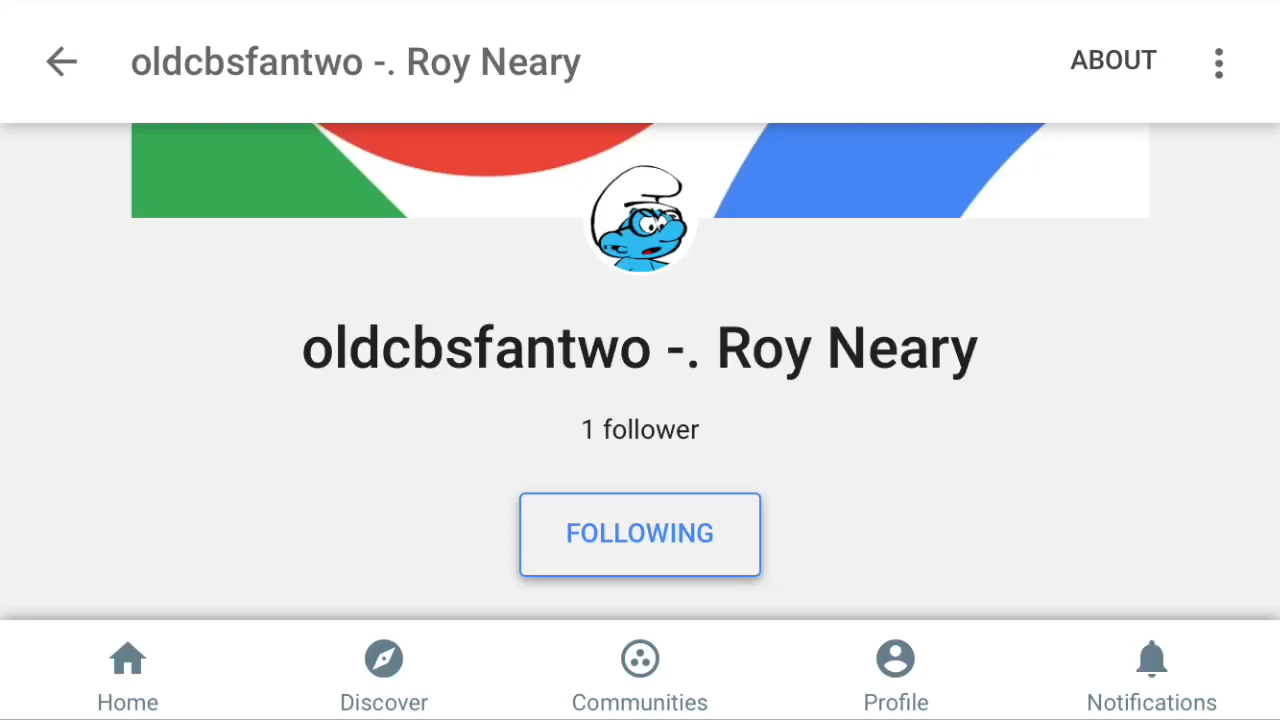 oldcbsfantwo -. Roy Neary
ABOUT
oldcbsfantwo -. Roy Neary
1 follower
FOLLOWING
Home
Discover
Communities
Profile
Notifications